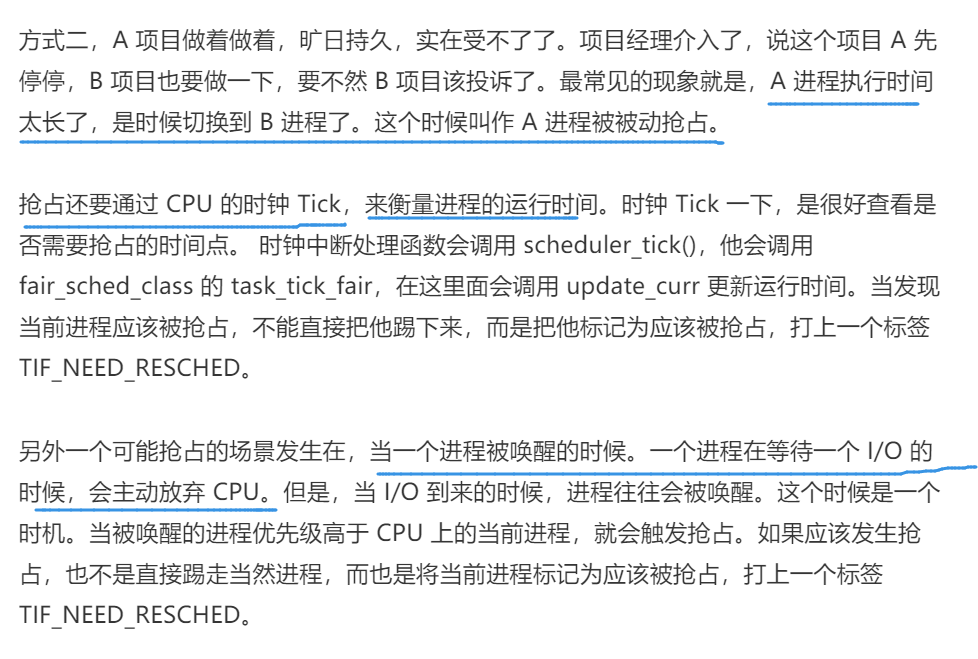 方式二，A 项目做着做着，旷日持久，实在受不了了。项目经理介入了，说这个项目 A 先
停停，B 项目也要做一下，要不然 B 项目该投诉了。最常见的现象就是，A 进程执行时间
太长了，是时候切换到 B 进程了。这个时候叫作 A 进程被被动抢占。
抢占还要通过 CPU 的时钟 Tick，来衡量进程的运行时间。时钟 Tick 一下，是很好查看是
否需要抢占的时间点。 时钟中断处理函数会调用 scheduler_tick()，他会调用
fair_sched_class 的 task_tick_fair，在这里面会调用 update_curr 更新运行时间。当发现
当前进程应该被抢占，不能直接把他踢下来，而是把他标记为应该被抢占，打上一个标签
TIF_NEED_RESCHED。
另外一个可能抢占的场景发生在，当一个进程被唤醒的时候。一个进程在等待一个 I/O 的
时候，会主动放弃 CPU。但是，当 I/O 到来的时候，进程往往会被唤醒。这个时候是一个
时机。当被唤醒的进程优先级高于 CPU 上的当前进程，就会触发抢占。如果应该发生抢
占，也不是直接踢走当然进程，而也是将当前进程标记为应该被抢占，打上一个标签
TIF_NEED_RESCHED。